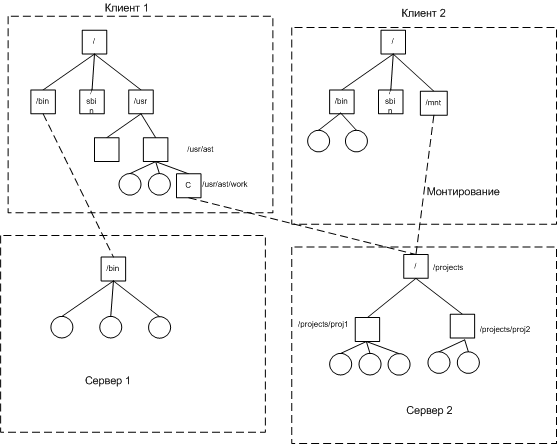 Клиент 1
Клиент 2
/
/
/bin
sbi
n
/usr
/bin
sbi
n
/mnt
/usr/ast
C
/usr/ast/work
Монтирование
/bin
/
/projects
/projects/proj1
/projects/proj2
Сервер 1
Сервер 2